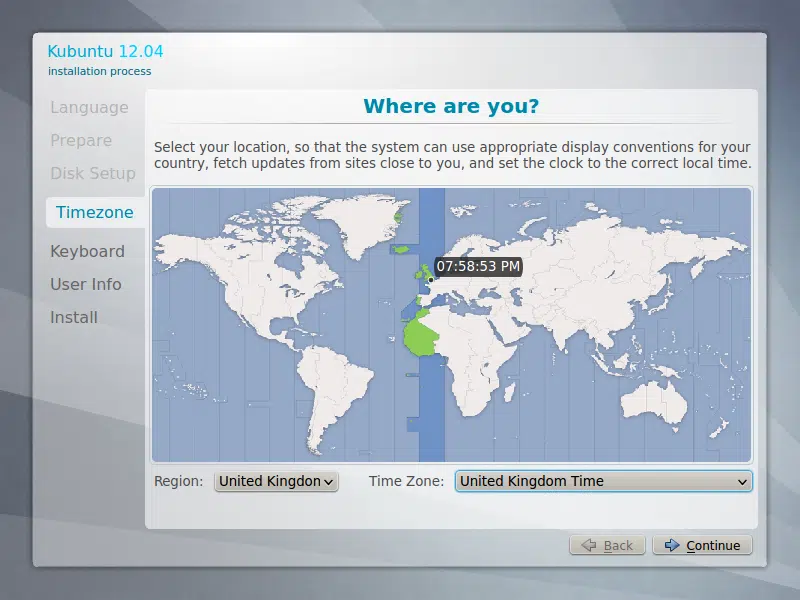 Kubuntu 12.04
installation process
Language
Prepare
Disk Setup
Timezone
Keyboard
User Info
Install
Where are you?
Select your location, so that the system can use appropriate display conventions for your
country, fetch updates from sites close to you, and set the clock to the correct local time.
07:58:53 PM
Region: United Kingdom Time Zone: United Kingdom Time
Back Continue